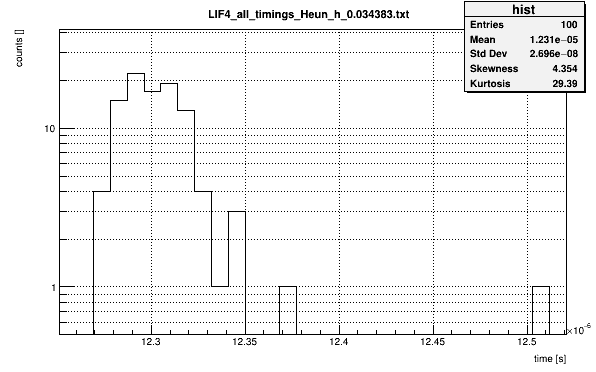 LIF4_all_timings_Heun_h_0.034383.txt
hist
Entries 100
Mean 1.231e−05
Std Dev 2.696e−08
Skewness 4.354
Kurtosis 29.39
counts []
10
1
12.3 12.35 12.4 12.45 12.5
×10⁻⁶
time [s]